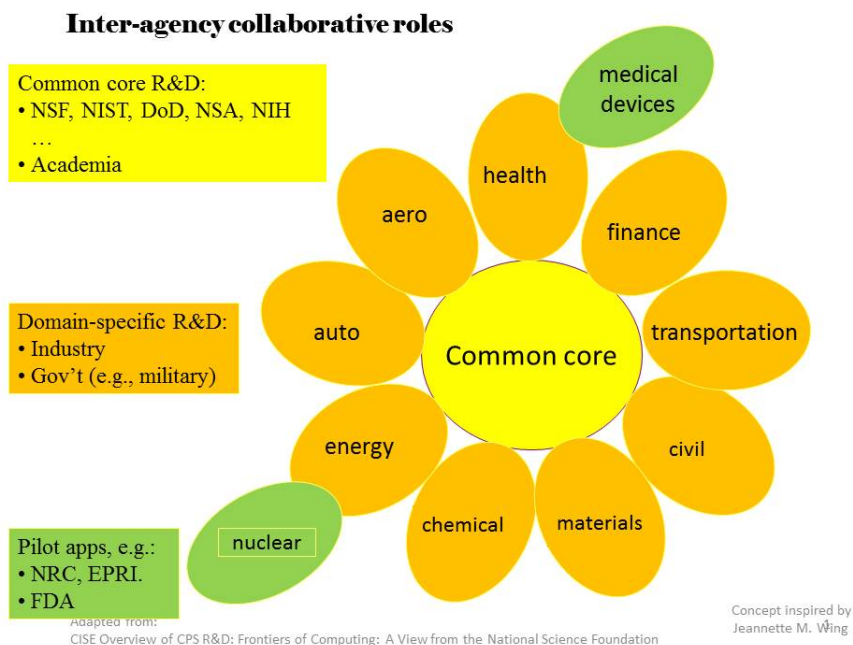 Inter-agency collaborative roles
Common core R&D:
• NSF, NIST, DoD, NSA, NIH
…
• Academia
Domain-specific R&D:
• Industry
• Gov't (e.g., military)
Pilot apps, e.g.:
• NRC, EPRI.
• FDA
medical
devices
health
aero
finance
auto
transportation
Common core
energy
civil
chemical
materials
nuclear
Adapted from:
CISE Overview of CPS R&D: Frontiers of Computing: A View from the National Science Foundation
Concept inspired by
Jeannette M. Wing
1